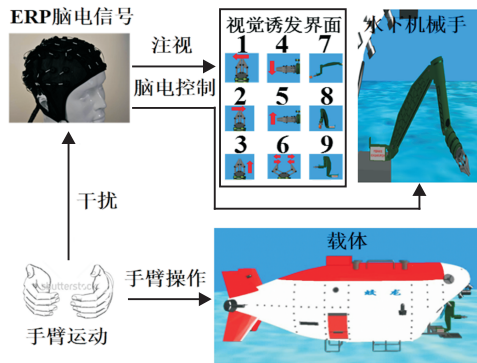 ERP脑电信号
注视
脑电控制
视觉诱发界面
1 4 7
2 5 8
3 6 9
水下机械手
干扰
手臂操作
手臂运动
shutterstock
载体